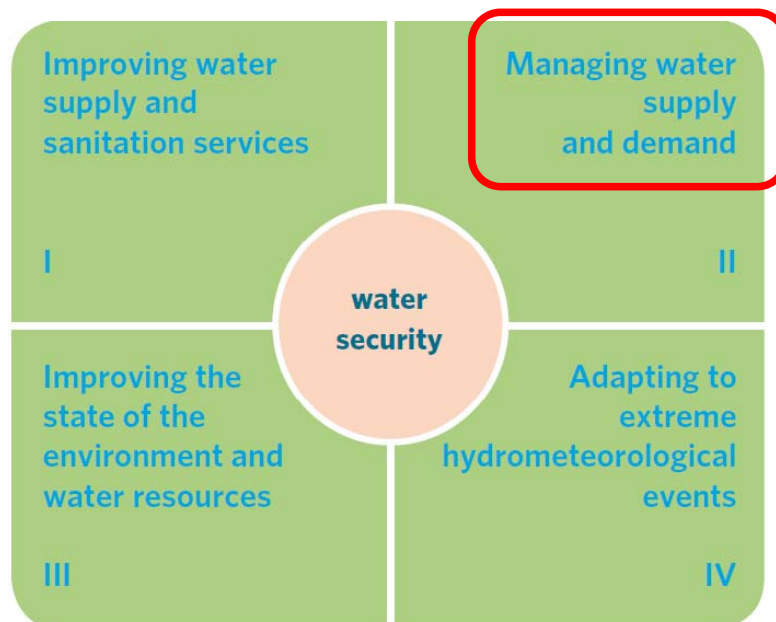 Improving water
supply and
sanitation services
I
Managing water
supply
and demand
II
water
security
Improving the
state of the
environment and
water resources
III
Adapting to
extreme
hydrometeorological
events
IV